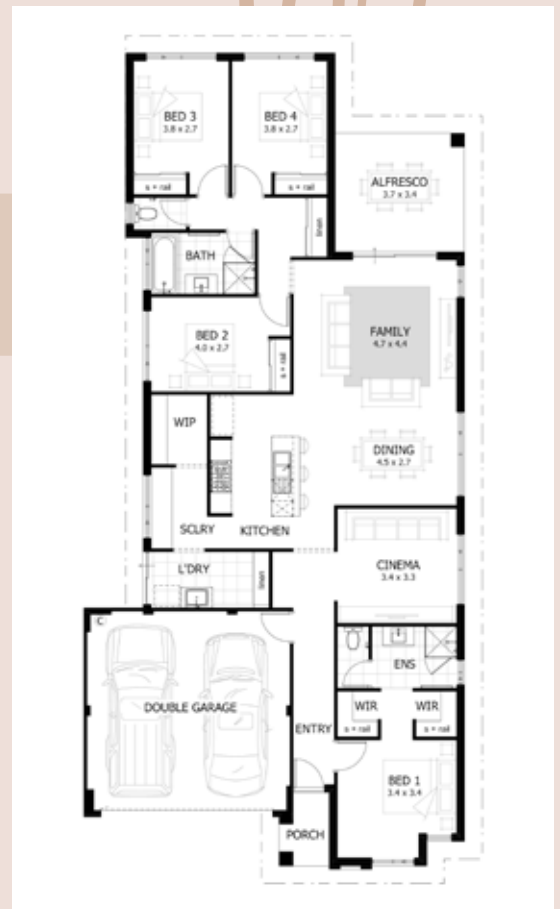 BED 3
3.8 x 2.7
BED 4
3.8 x 2.7
s + rail
s + rail
ALFRESCO
3.7 x 3.4
linen
BATH
BED 2
4.0 x 2.7
s + rail
FAMILY
4.7 x 4.4
WIP
DINING
4.5 x 2.7
SCLRY
KITCHEN
L'DRY
linen
CINEMA
3.4 x 3.3
C
ENS
WIR
WIR
s + rail
s + rail
DOUBLE GARAGE
ENTRY
BED 1
3.4 x 3.4
PORCH